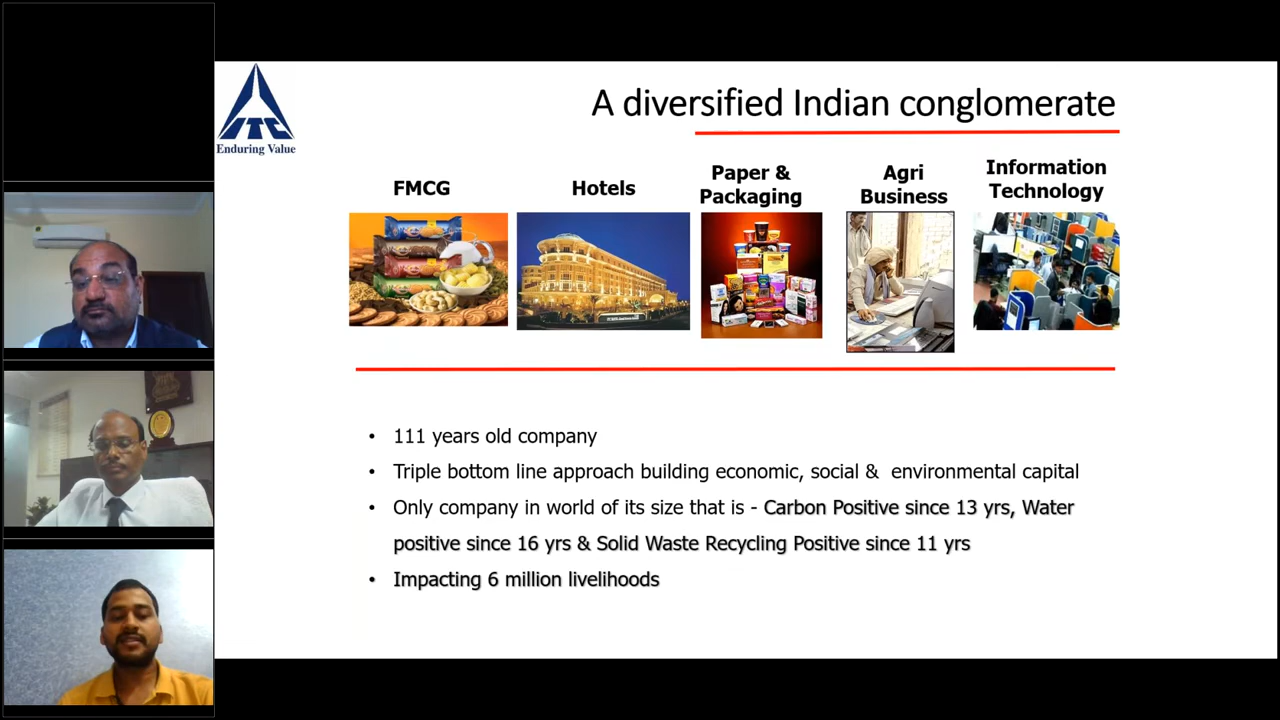 ITC
Enduring Value
A diversified Indian conglomerate
FMCG
Hotels
Paper &
Packaging
Agri
Business
Information
Technology
• 111 years old company
• Triple bottom line approach building economic, social & environmental capital
• Only company in world of its size that is - Carbon Positive since 13 yrs, Water
positive since 16 yrs & Solid Waste Recycling Positive since 11 yrs
• Impacting 6 million livelihoods